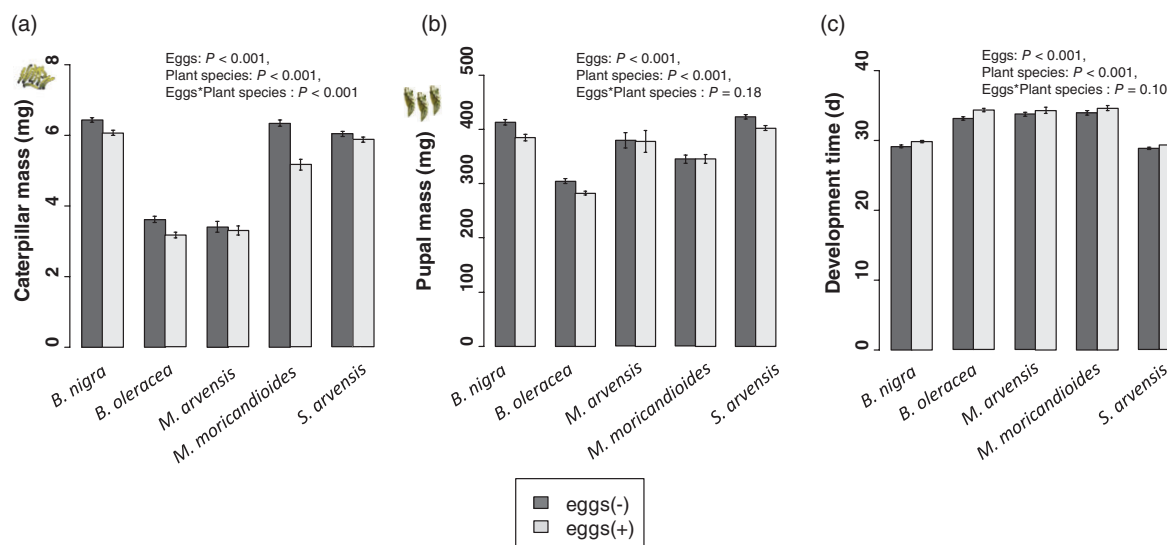 (a)
Eggs: P < 0.001,
Plant species: P < 0.001,
Eggs*Plant species : P < 0.001
Caterpillar mass (mg)
8
6
4
2
0
B. nigra
B. oleracea
M. arvensis
M. moricandioides
S. arvensis
(b)
Eggs: P < 0.001,
Plant species: P < 0.001,
Eggs*Plant species : P = 0.18
Pupal mass (mg)
500
400
300
200
100
0
B. nigra
B. oleracea
M. arvensis
M. moricandioides
S. arvensis
(c)
Eggs: P < 0.001,
Plant species: P < 0.001,
Eggs*Plant species : P = 0.10
Development time (d)
40
30
20
10
0
B. nigra
B. oleracea
M. arvensis
M. moricandioides
S. arvensis
eggs(-)
eggs(+)